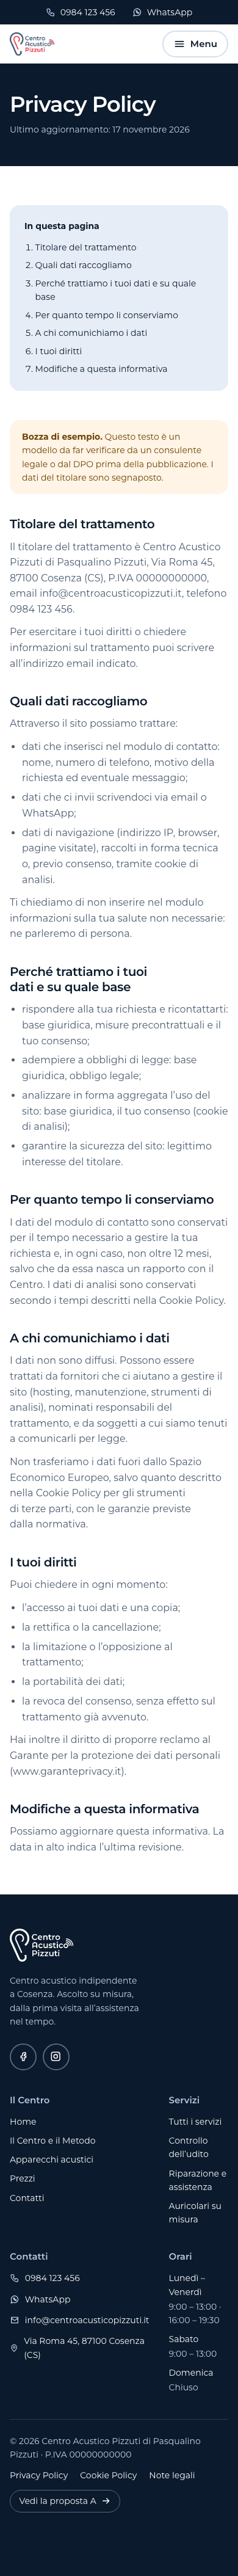 0984 123 456 WhatsApp
Centro
Acustico
Pizzuti
Menu
Privacy Policy
Ultimo aggiornamento: 17 novembre 2026
In questa pagina
1. Titolare del trattamento
2. Quali dati raccogliamo
3. Perché trattiamo i tuoi dati e su quale
base
4. Per quanto tempo li conserviamo
5. A chi comunichiamo i dati
6. I tuoi diritti
7. Modifiche a questa informativa
Bozza di esempio. Questo testo è un
modello da far verificare da un consulente
legale o dal DPO prima della pubblicazione. I
dati del titolare sono segnaposto.
Titolare del trattamento
Il titolare del trattamento è Centro Acustico
Pizzuti di Pasqualino Pizzuti, Via Roma 45,
87100 Cosenza (CS), P.IVA 00000000000,
email info@centroacusticopizzuti.it, telefono
0984 123 456.
Per esercitare i tuoi diritti o chiedere
informazioni sul trattamento puoi scrivere
all’indirizzo email indicato.
Quali dati raccogliamo
Attraverso il sito possiamo trattare:
• dati che inserisci nel modulo di contatto:
nome, numero di telefono, motivo della
richiesta ed eventuale messaggio;
• dati che ci invii scrivendoci via email o
WhatsApp;
• dati di navigazione (indirizzo IP, browser,
pagine visitate), raccolti in forma tecnica
o, previo consenso, tramite cookie di
analisi.
Ti chiediamo di non inserire nel modulo
informazioni sulla tua salute non necessarie:
ne parleremo di persona.
Perché trattiamo i tuoi
dati e su quale base
• rispondere alla tua richiesta e ricontattarti:
base giuridica, misure precontrattuali e il
tuo consenso;
• adempiere a obblighi di legge: base
giuridica, obbligo legale;
• analizzare in forma aggregata l’uso del
sito: base giuridica, il tuo consenso (cookie
di analisi);
• garantire la sicurezza del sito: legittimo
interesse del titolare.
Per quanto tempo li conserviamo
I dati del modulo di contatto sono conservati
per il tempo necessario a gestire la tua
richiesta e, in ogni caso, non oltre 12 mesi,
salvo che da essa nasca un rapporto con il
Centro. I dati di analisi sono conservati
secondo i tempi descritti nella Cookie Policy.
A chi comunichiamo i dati
I dati non sono diffusi. Possono essere
trattati da fornitori che ci aiutano a gestire il
sito (hosting, manutenzione, strumenti di
analisi), nominati responsabili del
trattamento, e da soggetti a cui siamo tenuti
a comunicarli per legge.
Non trasferiamo i dati fuori dallo Spazio
Economico Europeo, salvo quanto descritto
nella Cookie Policy per gli strumenti
di terze parti, con le garanzie previste
dalla normativa.
I tuoi diritti
Puoi chiedere in ogni momento:
• l’accesso ai tuoi dati e una copia;
• la rettifica o la cancellazione;
• la limitazione o l’opposizione al
trattamento;
• la portabilità dei dati;
• la revoca del consenso, senza effetto sul
trattamento già avvenuto.
Hai inoltre il diritto di proporre reclamo al
Garante per la protezione dei dati personali
(www.garanteprivacy.it).
Modifiche a questa informativa
Possiamo aggiornare questa informativa. La
data in alto indica l’ultima revisione.
Centro
Acustico
Pizzuti
Centro acustico indipendente
a Cosenza. Ascolto su misura,
dalla prima visita all’assistenza
nel tempo.
Il Centro
Home
Il Centro e il Metodo
Apparecchi acustici
Prezzi
Contatti
Servizi
Tutti i servizi
Controllo
dell’udito
Riparazione e
assistenza
Auricolari su
misura
Contatti
0984 123 456
WhatsApp
info@centroacusticopizzuti.it
Via Roma 45, 87100 Cosenza
(CS)
Orari
Lunedì –
Venerdì
9:00 – 13:00 ·
16:00 – 19:30
Sabato
9:00 – 13:00
Domenica
Chiuso
© 2026 Centro Acustico Pizzuti di Pasqualino
Pizzuti · P.IVA 00000000000
Privacy Policy Cookie Policy Note legali
Vedi la proposta A →